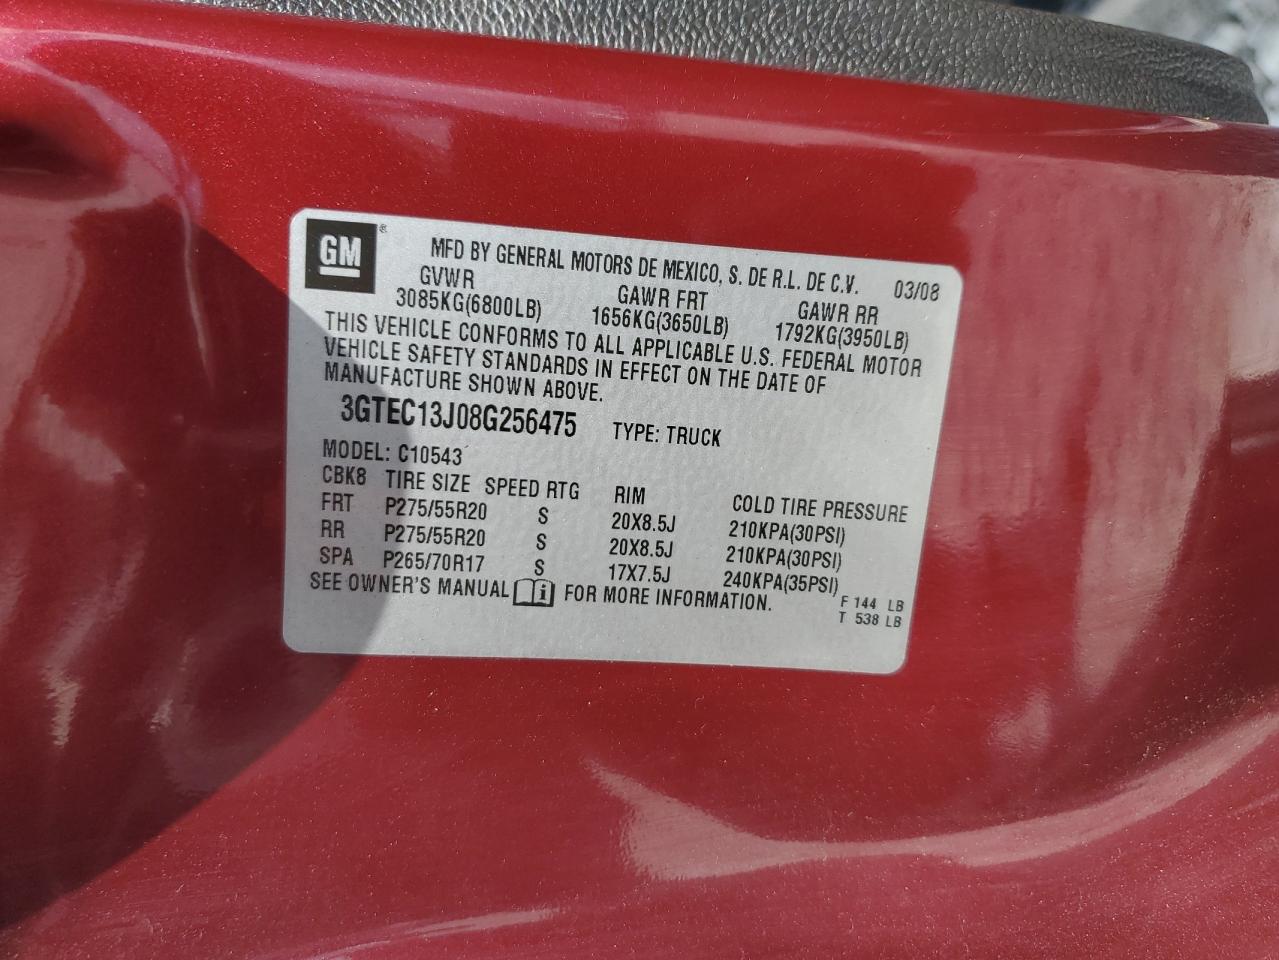 GM ®
MFD BY GENERAL MOTORS DE MEXICO, S. DE R.L. DE C.V. 03/08
GVWR GAWR FRT GAWR RR
3085KG(6800LB) 1656KG(3650LB) 1792KG(3950LB)
THIS VEHICLE CONFORMS TO ALL APPLICABLE U.S. FEDERAL MOTOR
VEHICLE SAFETY STANDARDS IN EFFECT ON THE DATE OF
MANUFACTURE SHOWN ABOVE.
3GTEC13J08G256475 TYPE: TRUCK
MODEL: C10543
CBK8 TIRE SIZE SPEED RTG RIM COLD TIRE PRESSURE
FRT P275/55R20 S 20X8.5J 210KPA(30PSI)
RR P275/55R20 S 20X8.5J 210KPA(30PSI)
SPA P265/70R17 S 17X7.5J 240KPA(35PSI)
SEE OWNER'S MANUAL i FOR MORE INFORMATION.
F 144 LB
T 538 LB